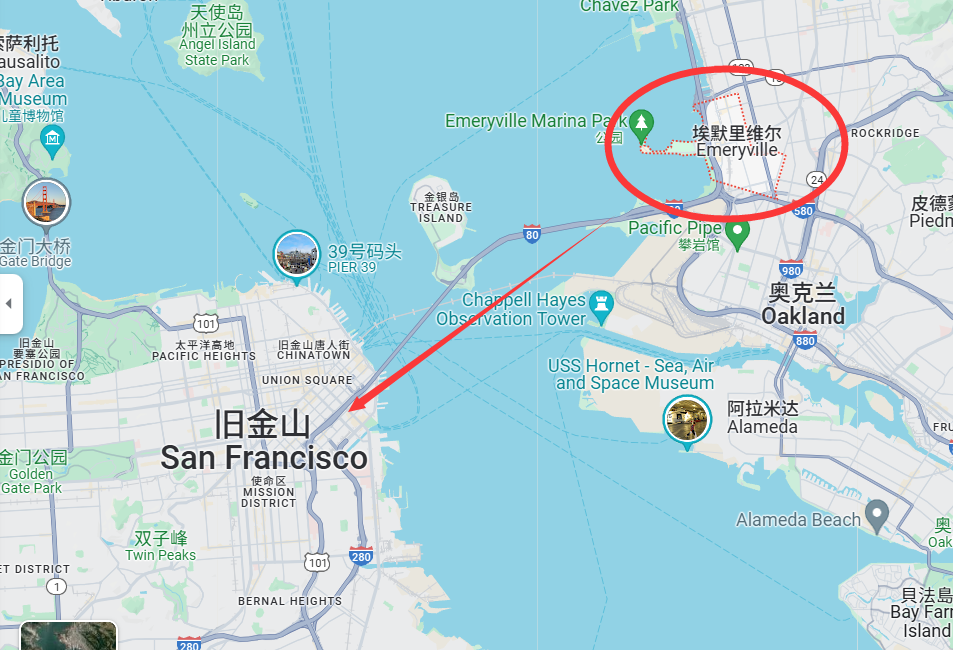 Chavez Park
天使岛
州立公园
Angel Island
State Park
索萨利托
ausalito
Bay Area
Museum
儿童博物馆
Emeryville Marina Park
公园
埃默里维尔
Emeryville
ROCKRIDGE
24
580
皮德蒙
Piedm
金银岛
TREASURE
ISLAND
80
Pacific Pipe
攀岩馆
金门大桥
Gate Bridge
39号码头
PIER 39
980
奥克兰
Oakland
Chappell Hayes
Observation Tower
880
101
太平洋高地
PACIFIC HEIGHTS
旧金山唐人街
CHINATOWN
旧金山
要塞公园
PRESIDIO OF
AN FRANCISCO
UNION SQUARE
USS Hornet - Sea, Air
and Space Museum
阿拉米达
Alameda
旧金山
San Francisco
FRU
金门公园
Golden
Gate Park
使命区
MISSION
DISTRICT
Alameda Beach
奥
Oak
双子峰
Twin Peaks
101
280
ET DISTRICT
1
BERNAL HEIGHTS
貝法島
Bay Farm
Island
280